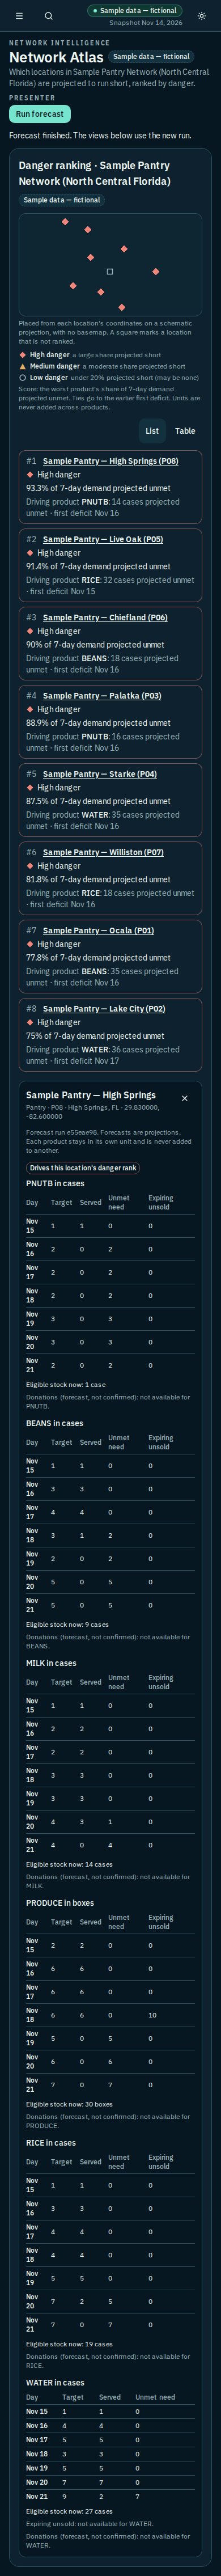 Sample data — fictional
Snapshot Nov 14, 2026
NETWORK INTELLIGENCE
Network Atlas
Sample data — fictional
Which locations in Sample Pantry Network (North Central
Florida) are projected to run short, ranked by danger.
PRESENTER
Run forecast
Forecast finished. The views below use the new run.
Danger ranking · Sample Pantry
Network (North Central Florida)
Sample data — fictional
Placed from each location's coordinates on a schematic
projection, with no basemap. A square marks a location
that is not ranked.
High danger a large share projected short
Medium danger a moderate share projected short
Low danger under 20% projected short (may be none)
Score: the worst product's share of 7-day demand
projected unmet. Ties go to the earlier first deficit. Units are
never added across products.
List
Table
#1 Sample Pantry — High Springs (P08)
High danger
93.3% of 7-day demand projected unmet
Driving product PNUTB: 14 cases projected
unmet · first deficit Nov 16
#2 Sample Pantry — Live Oak (P05)
High danger
91.4% of 7-day demand projected unmet
Driving product RICE: 32 cases projected unmet
· first deficit Nov 15
#3 Sample Pantry — Chiefland (P06)
High danger
90% of 7-day demand projected unmet
Driving product BEANS: 18 cases projected
unmet · first deficit Nov 16
#4 Sample Pantry — Palatka (P03)
High danger
88.9% of 7-day demand projected unmet
Driving product PNUTB: 16 cases projected
unmet · first deficit Nov 16
#5 Sample Pantry — Starke (P04)
High danger
87.5% of 7-day demand projected unmet
Driving product WATER: 35 cases projected
unmet · first deficit Nov 16
#6 Sample Pantry — Williston (P07)
High danger
81.8% of 7-day demand projected unmet
Driving product RICE: 18 cases projected unmet
· first deficit Nov 16
#7 Sample Pantry — Ocala (P01)
High danger
77.8% of 7-day demand projected unmet
Driving product BEANS: 35 cases projected
unmet · first deficit Nov 16
#8 Sample Pantry — Lake City (P02)
High danger
75% of 7-day demand projected unmet
Driving product WATER: 36 cases projected
unmet · first deficit Nov 17
Sample Pantry — High Springs
Pantry · P08 · High Springs, FL · 29.830000,
-82.600000
Forecast run e55eae98. Forecasts are projections.
Each product stays in its own unit and is never added
to another.
Drives this location's danger rank
PNUTB in cases
Day Target Served Unmet need Expiring unsold
Nov 15 1 1 0 0
Nov 16 2 0 2 0
Nov 17 2 0 2 0
Nov 18 2 0 2 0
Nov 19 3 0 3 0
Nov 20 3 0 3 0
Nov 21 2 0 2 0
Eligible stock now: 1 case
Donations (forecast, not confirmed): not available for
PNUTB.
BEANS in cases
Day Target Served Unmet need Expiring unsold
Nov 15 1 1 0 0
Nov 16 3 3 0 0
Nov 17 4 4 0 0
Nov 18 3 1 2 0
Nov 19 2 0 2 0
Nov 20 5 0 5 0
Nov 21 5 0 5 0
Eligible stock now: 9 cases
Donations (forecast, not confirmed): not available for
BEANS.
MILK in cases
Day Target Served Unmet need Expiring unsold
Nov 15 1 1 0 0
Nov 16 2 2 0 0
Nov 17 2 2 0 0
Nov 18 3 3 0 0
Nov 19 3 3 0 0
Nov 20 4 3 1 0
Nov 21 4 0 4 0
Eligible stock now: 14 cases
Donations (forecast, not confirmed): not available for
MILK.
PRODUCE in boxes
Day Target Served Unmet need Expiring unsold
Nov 15 2 2 0 0
Nov 16 6 6 0 0
Nov 17 6 6 0 0
Nov 18 6 6 0 10
Nov 19 5 0 5 0
Nov 20 6 0 6 0
Nov 21 7 0 7 0
Eligible stock now: 30 boxes
Donations (forecast, not confirmed): not available for
PRODUCE.
RICE in cases
Day Target Served Unmet need Expiring unsold
Nov 15 1 1 0 0
Nov 16 3 3 0 0
Nov 17 4 4 0 0
Nov 18 4 4 0 0
Nov 19 5 5 0 0
Nov 20 7 2 5 0
Nov 21 7 0 7 0
Eligible stock now: 19 cases
Donations (forecast, not confirmed): not available for
RICE.
WATER in cases
Day Target Served Unmet need
Nov 15 1 1 0
Nov 16 4 4 0
Nov 17 5 5 0
Nov 18 3 3 0
Nov 19 5 5 0
Nov 20 7 7 0
Nov 21 9 2 7
Eligible stock now: 27 cases
Expiring unsold: not available for WATER.
Donations (forecast, not confirmed): not available for
WATER.